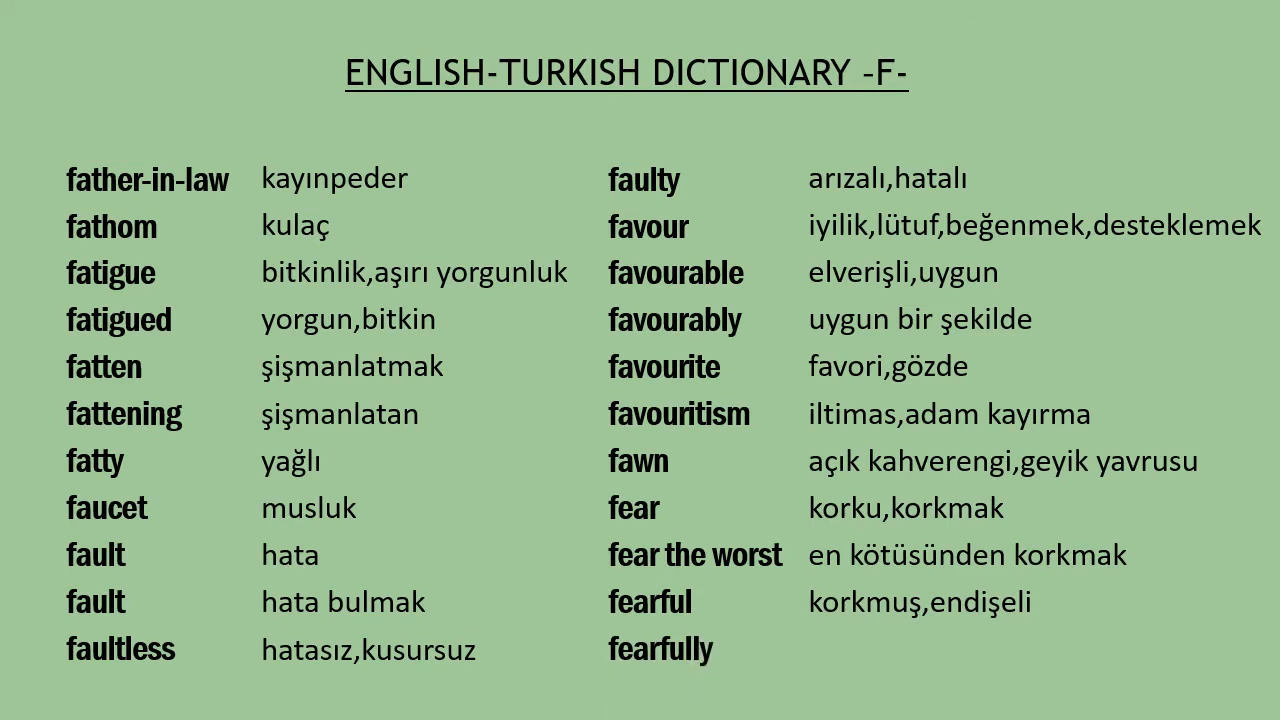 ENGLISH-TURKISH DICTIONARY –F-
father-in-law kayınpeder
fathom kulaç
fatigue bitkinlik,aşırı yorgunluk
fatigued yorgun,bitkin
fatten şişmanlatmak
fattening şişmanlatan
fatty yağlı
faucet musluk
fault hata
fault hata bulmak
faultless hatasız,kusursuz
faulty arızalı,hatalı
favour iyilik,lütuf,beğenmek,desteklemek
favourable elverişli,uygun
favourably uygun bir şekilde
favourite favori,gözde
favouritism iltimas,adam kayırma
fawn açık kahverengi,geyik yavrusu
fear korku,korkmak
fear the worst en kötüsünden korkmak
fearful korkmuş,endişeli
fearfully